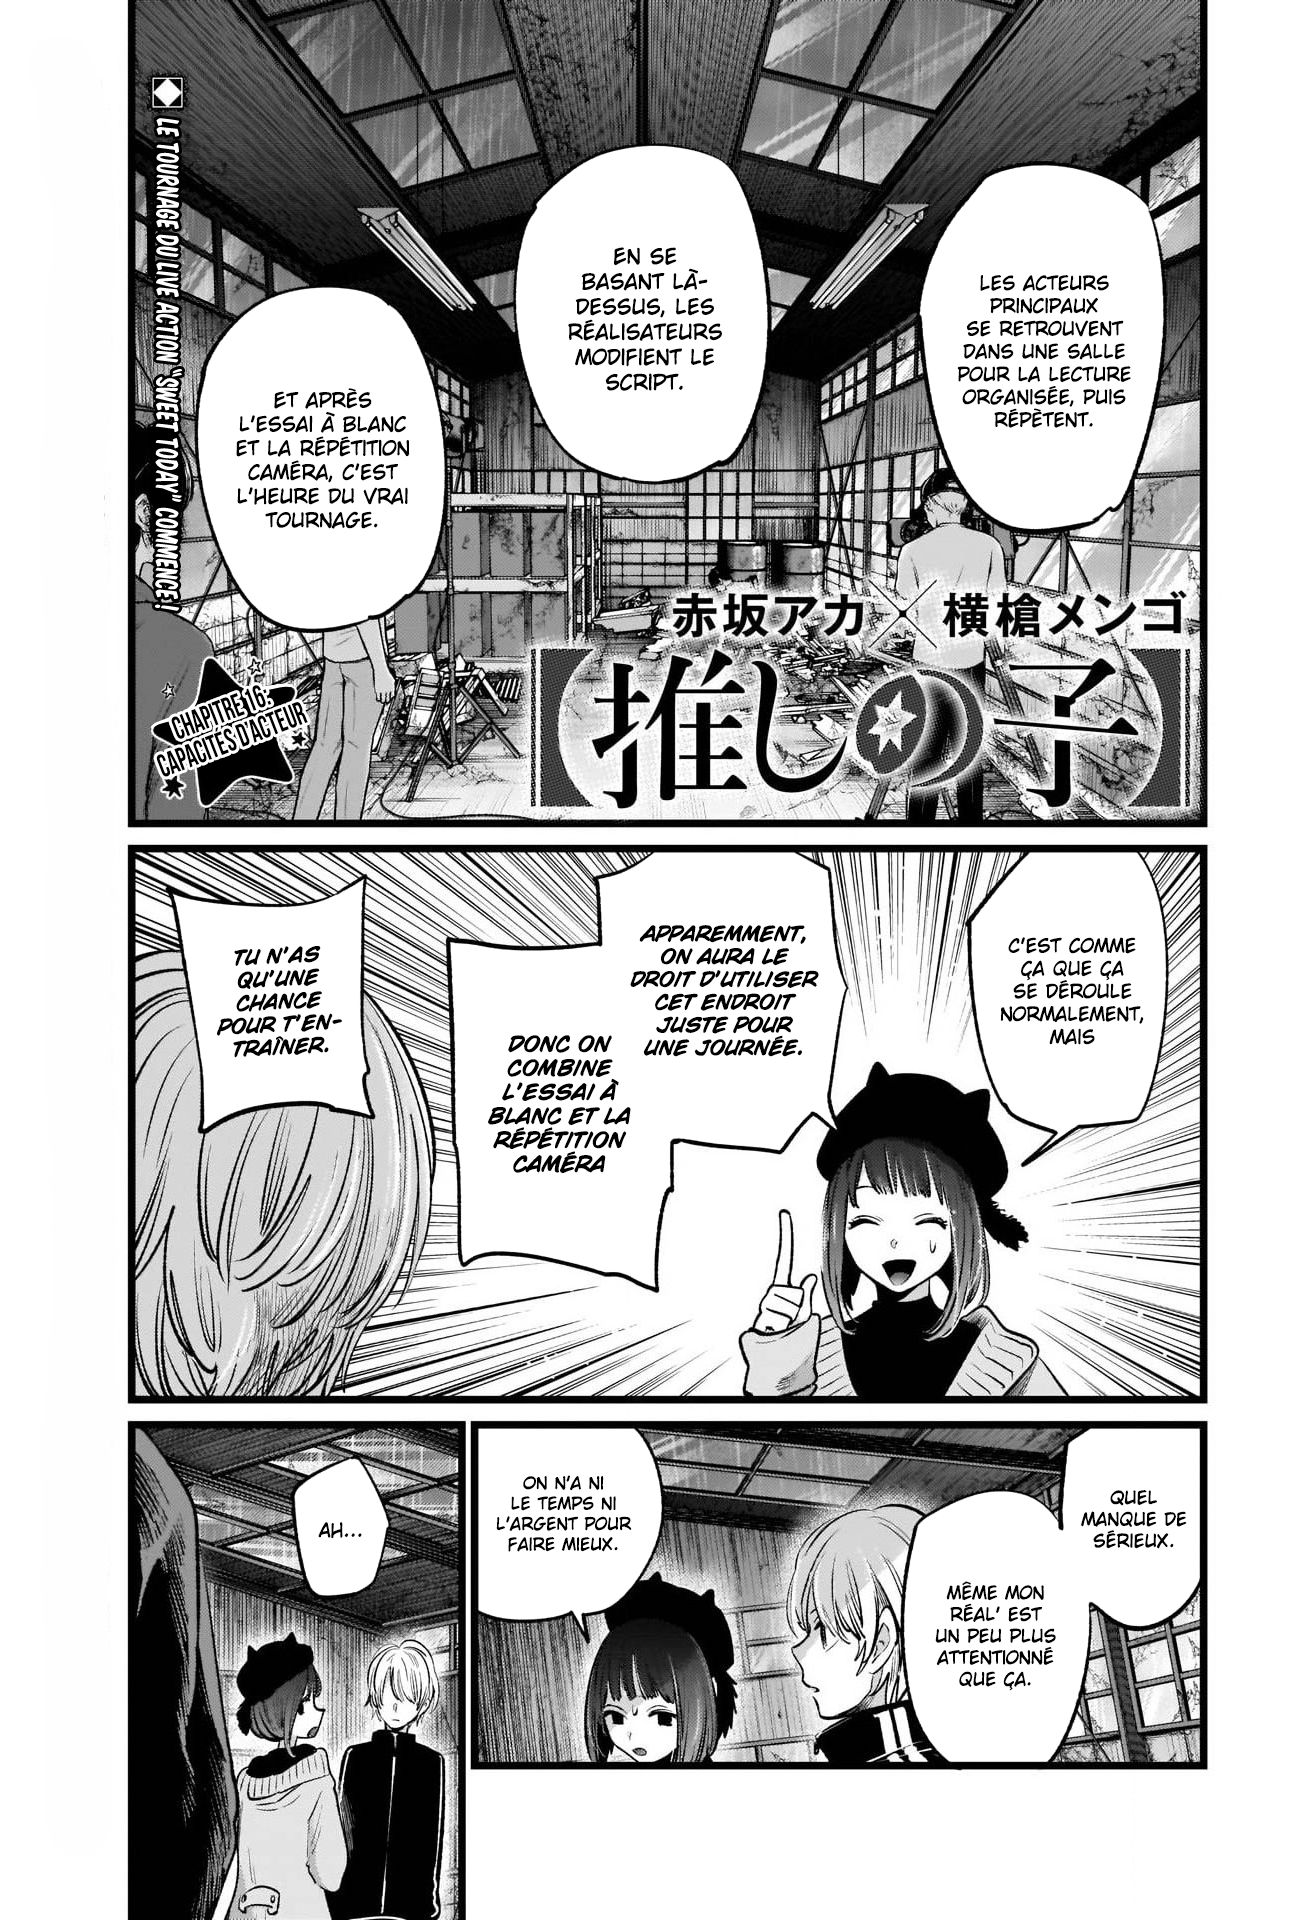 LE TOURNAGE DU LIVE ACTION "SWEET TODAY" COMMENCE!
LES ACTEURS
PRINCIPAUX
SE RETROUVENT
DANS UNE SALLE
POUR LA LECTURE
ORGANISÉE, PUIS
RÉPÈTENT.
EN SE
BASANT LÀ-
DESSUS, LES
RÉALISATEURS
MODIFIENT LE
SCRIPT.
ET APRÈS
L'ESSAI À BLANC
ET LA RÉPÉTITION
CAMÉRA, C'EST
L'HEURE DU VRAI
TOURNAGE.
赤坂アカ×横槍メンゴ
【推しの子】
CHAPITRE 16:
CAPACITÉS D'ACTEUR
C'EST COMME
ÇA QUE ÇA
SE DÉROULE
NORMALEMENT,
MAIS
APPAREMMENT,
ON AURA LE
DROIT D'UTILISER
CET ENDROIT
JUSTE POUR
UNE JOURNÉE.
DONC ON
COMBINE
L'ESSAI À
BLANC ET LA
RÉPÉTITION
CAMÉRA
TU N'AS
QU'UNE
CHANCE
POUR T'EN-
TRAÎNER.
QUEL
MANQUE DE
SÉRIEUX.
MÊME MON
RÉAL' EST
UN PEU PLUS
ATTENTIONNÉ
QUE ÇA.
ON N'A NI
LE TEMPS NI
L'ARGENT POUR
FAIRE MIEUX.
AH...